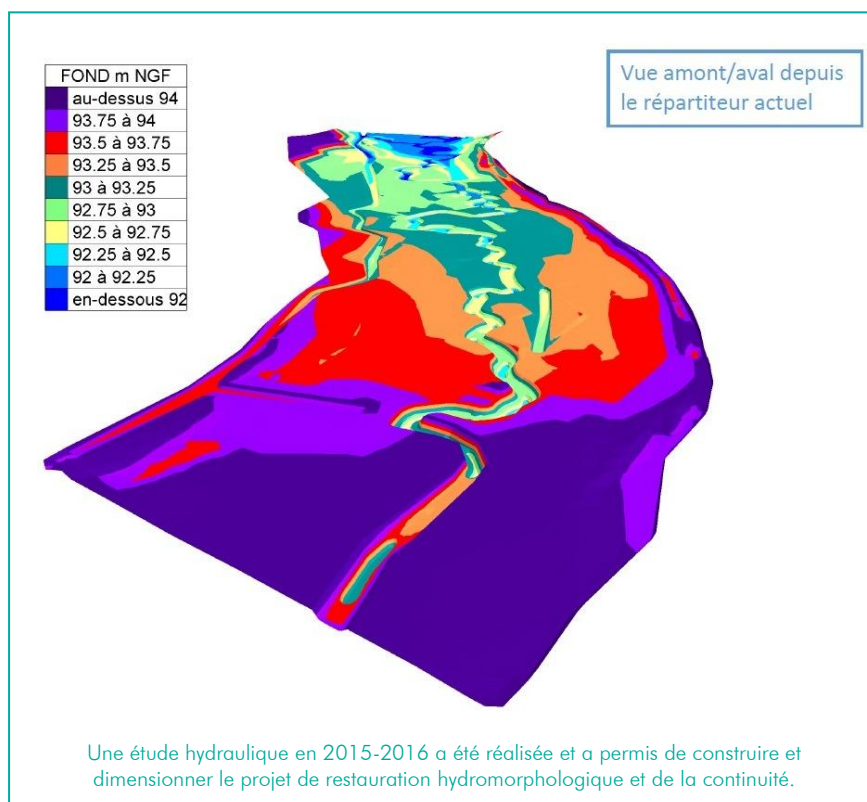 FOND m NGF
au-dessus 94
93.75 à 94
93.5 à 93.75
93.25 à 93.5
93 à 93.25
92.75 à 93
92.5 à 92.75
92.25 à 92.5
92 à 92.25
en-dessous 92
Vue amont/aval depuis
le répartiteur actuel
Une étude hydraulique en 2015-2016 a été réalisée et a permis de construire et
dimensionner le projet de restauration hydromorphologique et de la continuité.